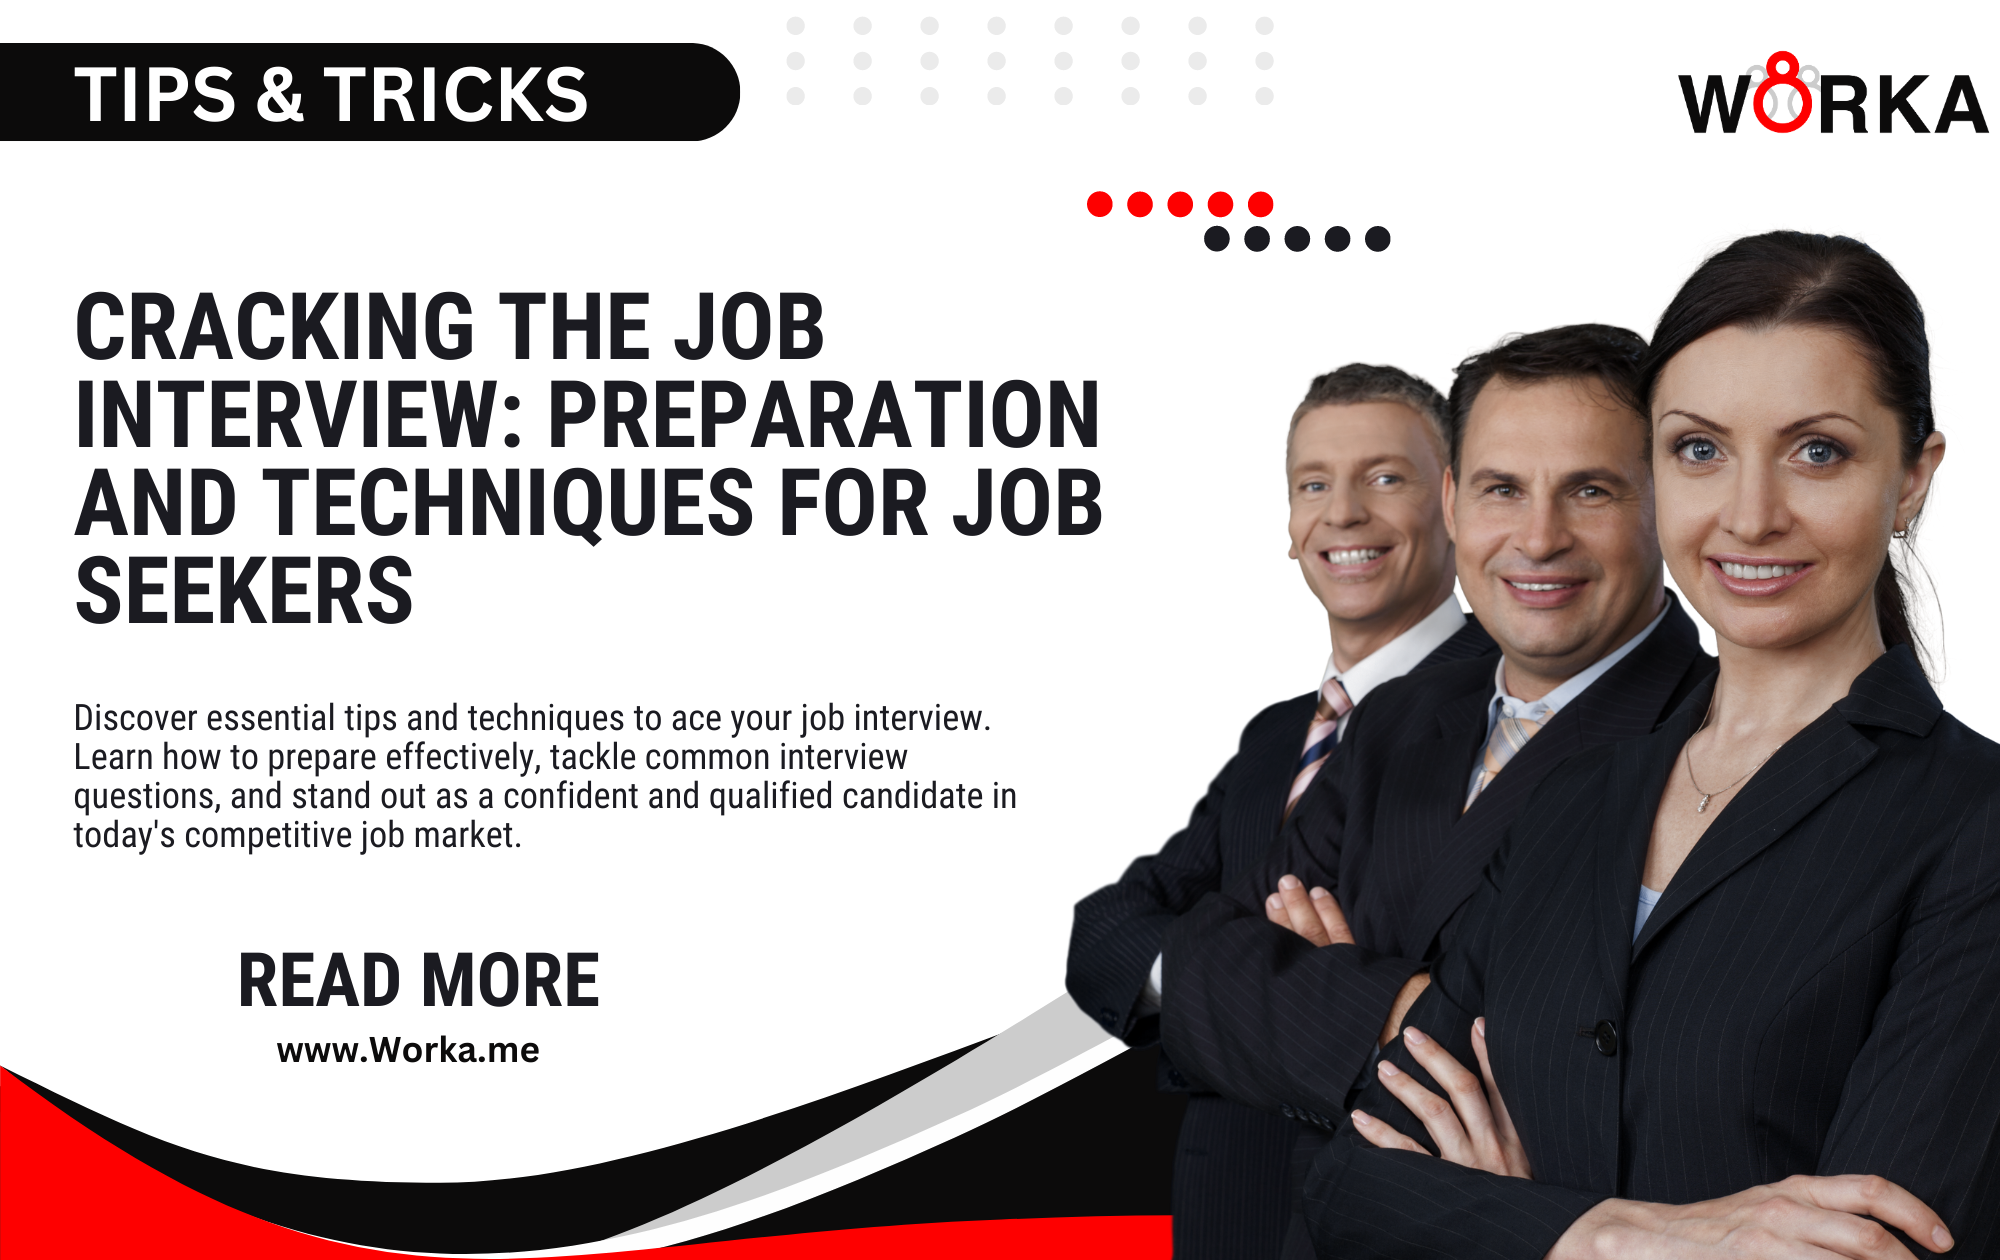 TIPS & TRICKS
WORKA
CRACKING THE JOB
INTERVIEW: PREPARATION
AND TECHNIQUES FOR JOB
SEEKERS
Discover essential tips and techniques to ace your job interview.
Learn how to prepare effectively, tackle common interview
questions, and stand out as a confident and qualified candidate in
today's competitive job market.
READ MORE
www.Worka.me